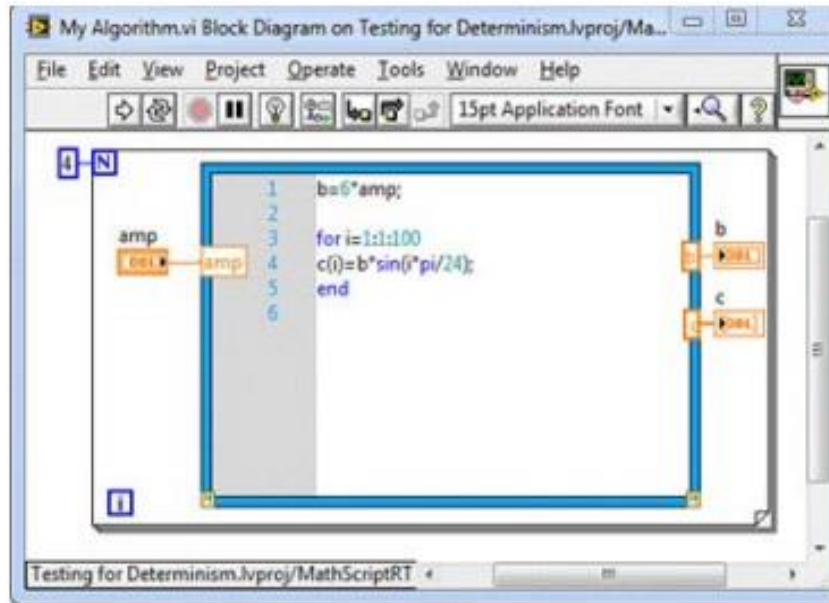 My Algorithm.vi Block Diagram on Testing for Determinism.lvproj/Ma...
File Edit View Project Operate Tools Window Help
15pt Application Font
4 N
1 b=6*amp;
2
amp
3 for i=1:1:100
b
DBL
amp
4 c(i)=b*sin(i*pi/24);
b
DBL
5 end
c
6
c
DBL
i
Testing for Determinism.lvproj/MathScriptRT